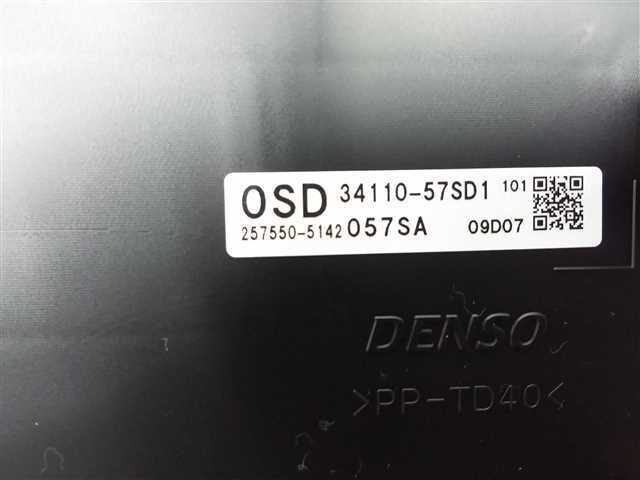 OSD 34110-57SD1 101
257550-5142 057SA 09D07
DENSO
>PP-TD40<